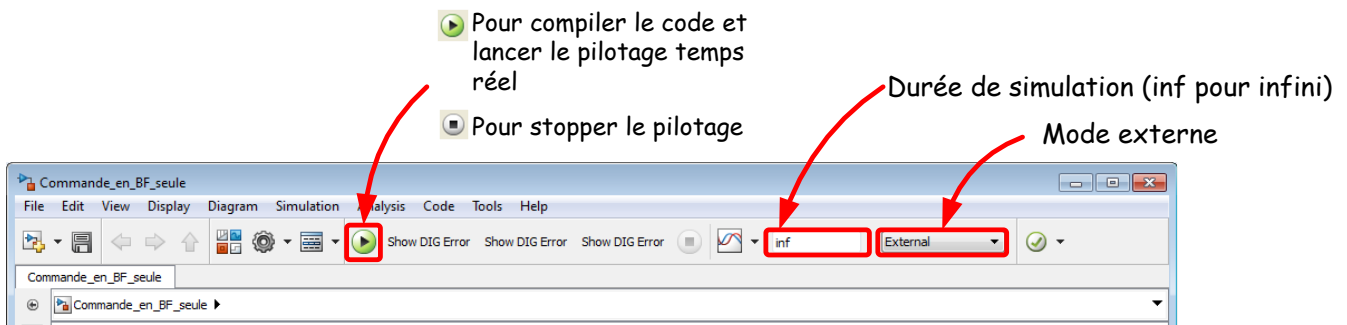 Pour compiler le code et
lancer le pilotage temps
réel
Durée de simulation (inf pour infini)
Pour stopper le pilotage
Mode externe
Commande_en_BF_seule
File Edit View Display Diagram Simulation Analysis Code Tools Help
Show DIG Error Show DIG Error Show DIG Error inf External
Commande_en_BF_seule
Commande_en_BF_seule